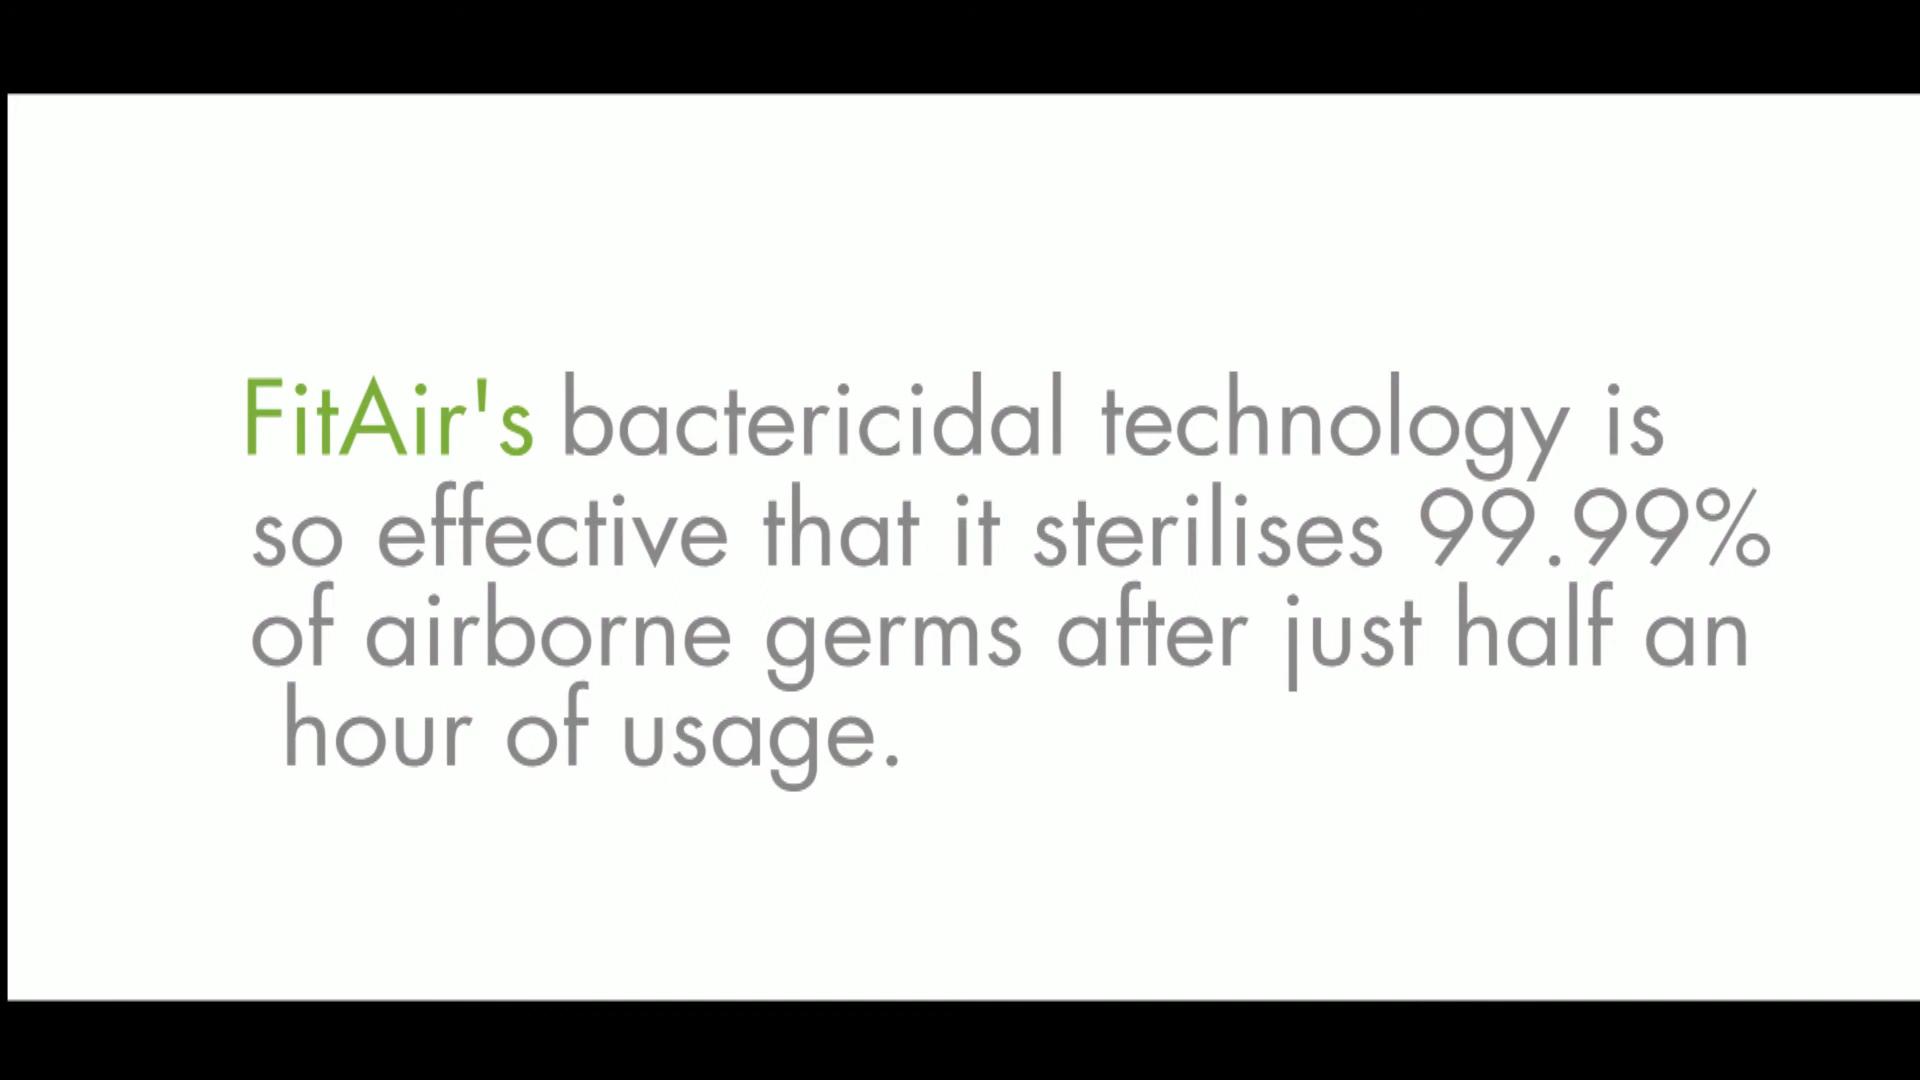 FitAir's bactericidal technology is
so effective that it sterilises 99.99%
of airborne germs after just half an
hour of usage.